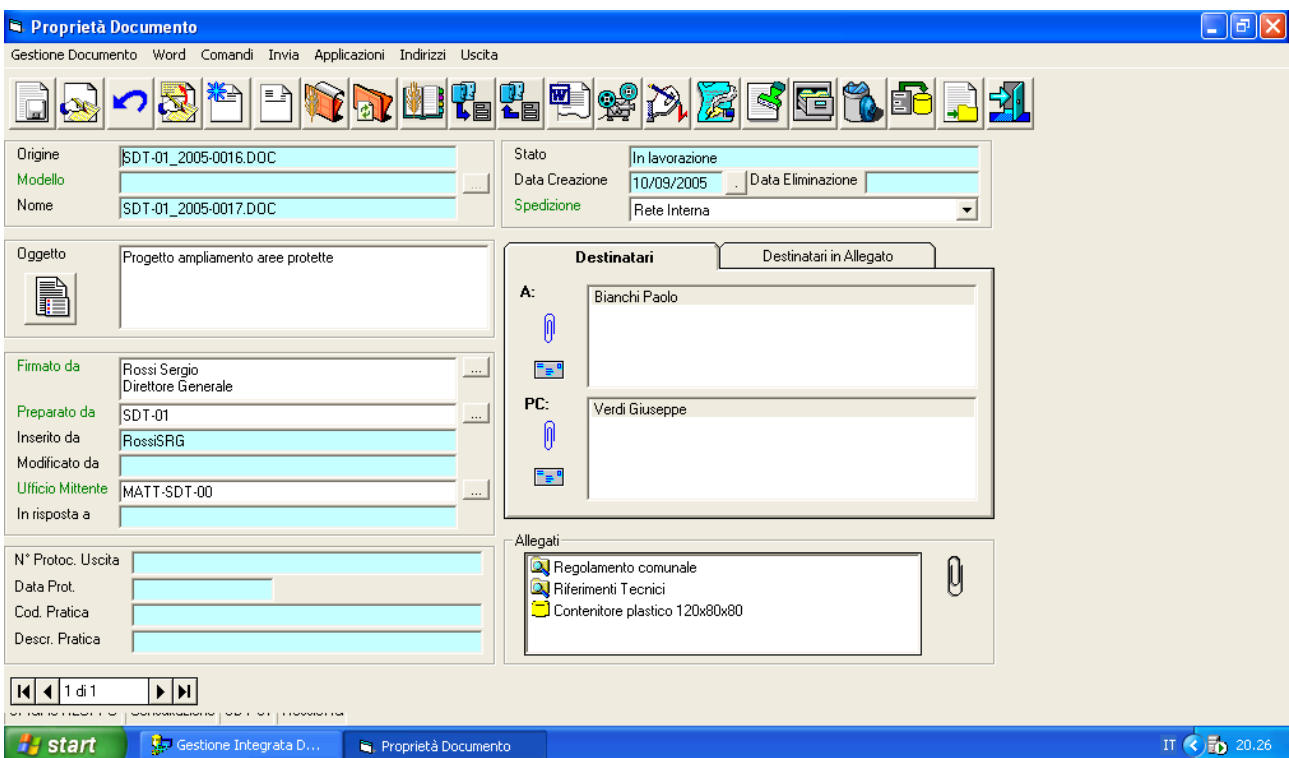 Proprietà Documento
Gestione Documento Word Comandi Invia Applicazioni Indirizzi Uscita
Origine SDT-01_2005-0016.DOC
Modello ...
Nome SDT-01_2005-0017.DOC
Stato In lavorazione
Data Creazione 10/09/2005 . Data Eliminazione
Spedizione Rete Interna
Oggetto Progetto ampliamento aree protette
Destinatari Destinatari in Allegato
A: Bianchi Paolo
PC: Verdi Giuseppe
Firmato da Rossi Sergio ...
Direttore Generale
Preparato da SDT-01 ...
Inserito da RossiSRG
Modificato da
Ufficio Mittente MATT-SDT-00 ...
In risposta a
N° Protoc. Uscita
Data Prot.
Cod. Pratica
Descr. Pratica
Allegati
Regolamento comunale
Riferimenti Tecnici
Contenitore plastico 120x80x80
1 di 1
start Gestione Integrata D... Proprietà Documento IT 20.26